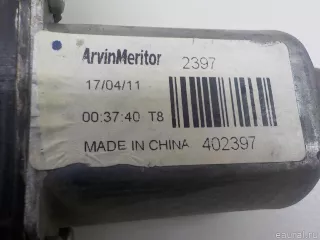 ArvinMeritor 2397
17/04/11
00:37:40 T8
MADE IN CHINA 402397